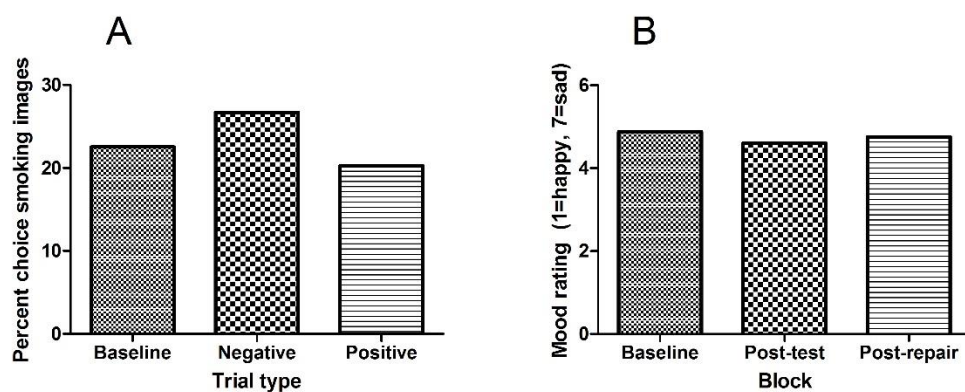 A
Percent choice smoking images
30
20
10
0
Baseline
Negative
Positive
Trial type
B
Mood rating (1=happy, 7=sad)
6
4
2
0
Baseline
Post-test
Post-repair
Block